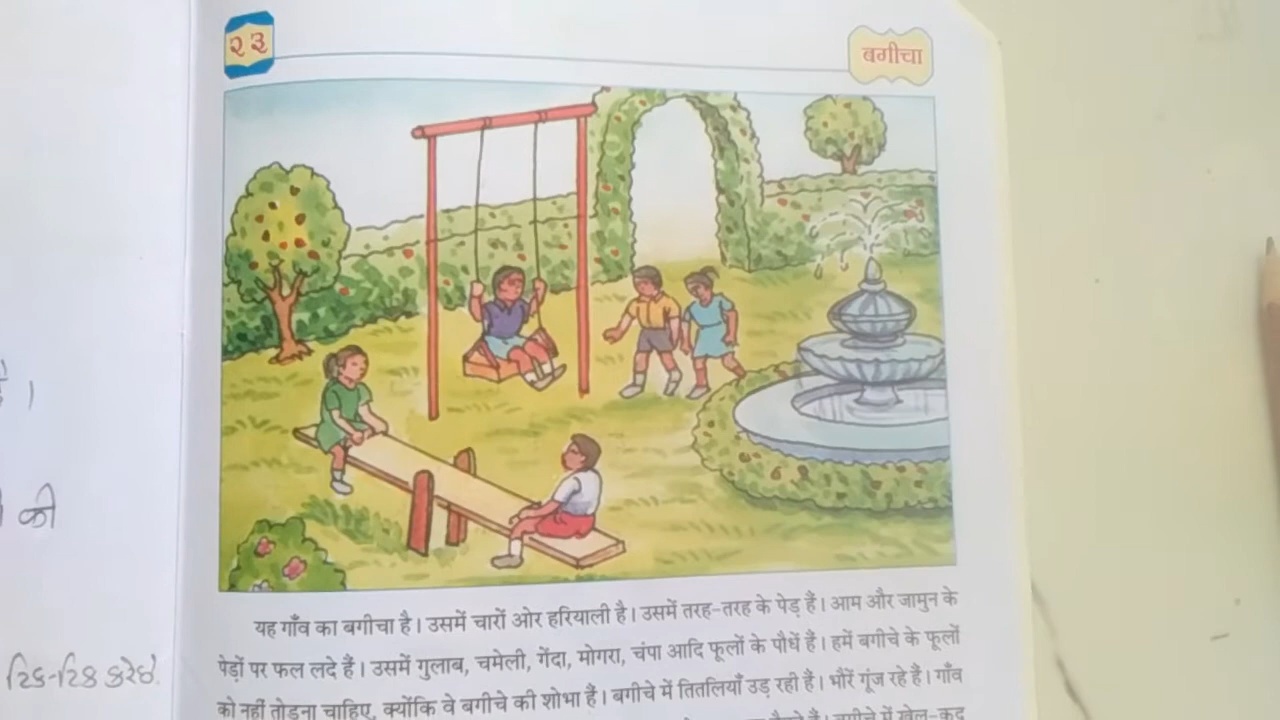 २३
बगीचा
यह गाँव का बगीचा है। उसमें चारों ओर हरियाली है। उसमें तरह-तरह के पेड़ हैं। आम और जामुन के
पेड़ों पर फल लदे हैं। उसमें गुलाब, चमेली, गेंदा, मोगरा, चंपा आदि फूलों के पौधें हैं। हमें बगीचे के फूलों
को नहीं तोड़ना चाहिए, क्योंकि वे बगीचे की शोभा हैं। बगीचे में तितलियाँ उड़ रही हैं। भौरें गूंज रहे हैं। गाँव
बगीचे में खेल-कूद
की